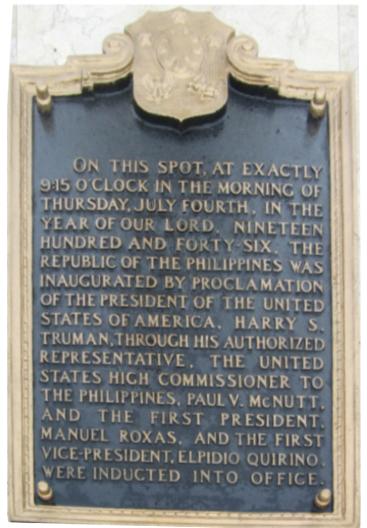 ON THIS SPOT, AT EXACTLY
9:15 O'CLOCK IN THE MORNING OF
THURSDAY, JULY FOURTH, IN THE
YEAR OF OUR LORD, NINETEEN
HUNDRED AND FORTY-SIX, THE
REPUBLIC OF THE PHILIPPINES WAS
INAUGURATED BY PROCLAMATION
OF THE PRESIDENT OF THE UNITED
STATES OF AMERICA, HARRY S.
TRUMAN, THROUGH HIS AUTHORIZED
REPRESENTATIVE, THE UNITED
STATES HIGH COMMISSIONER TO
THE PHILIPPINES, PAUL V. McNUTT,
AND THE FIRST PRESIDENT,
MANUEL ROXAS, AND THE FIRST
VICE-PRESIDENT, ELPIDIO QUIRINO,
WERE INDUCTED INTO OFFICE.